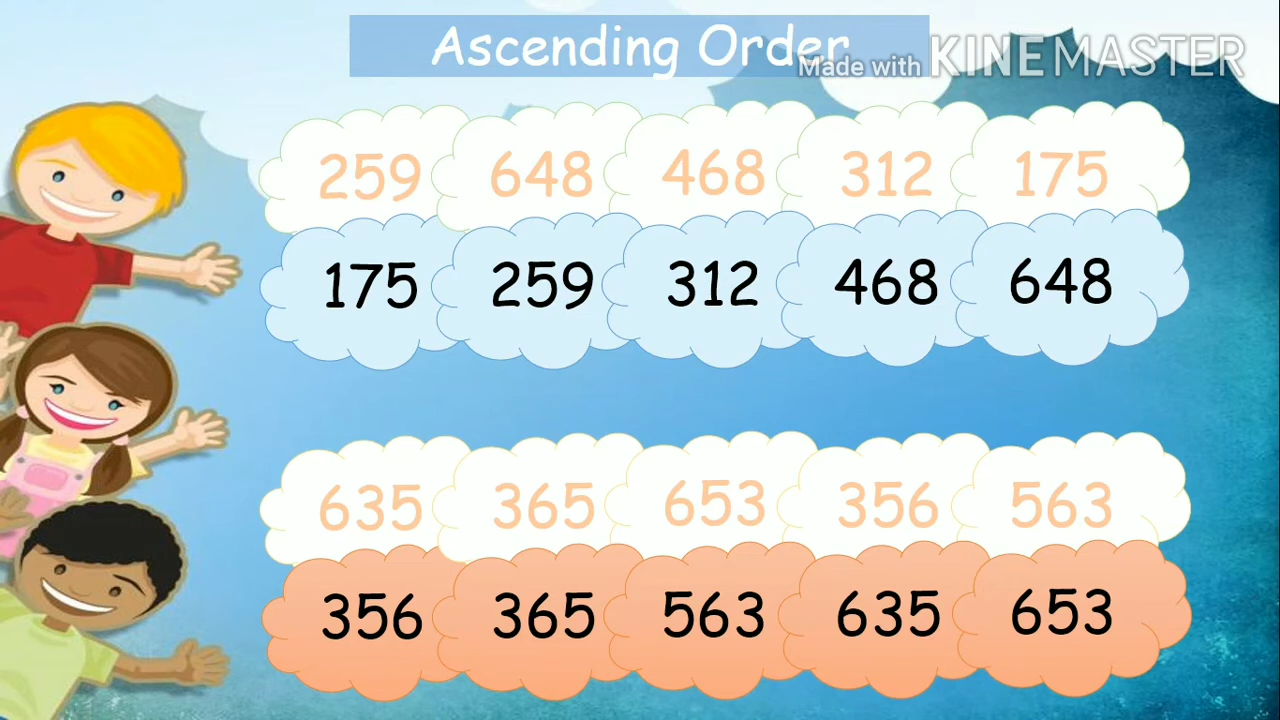 Ascending Order
Made with KINEMASTER
259 648 468 312 175
175 259 312 468 648
635 365 653 356 563
356 365 563 635 653